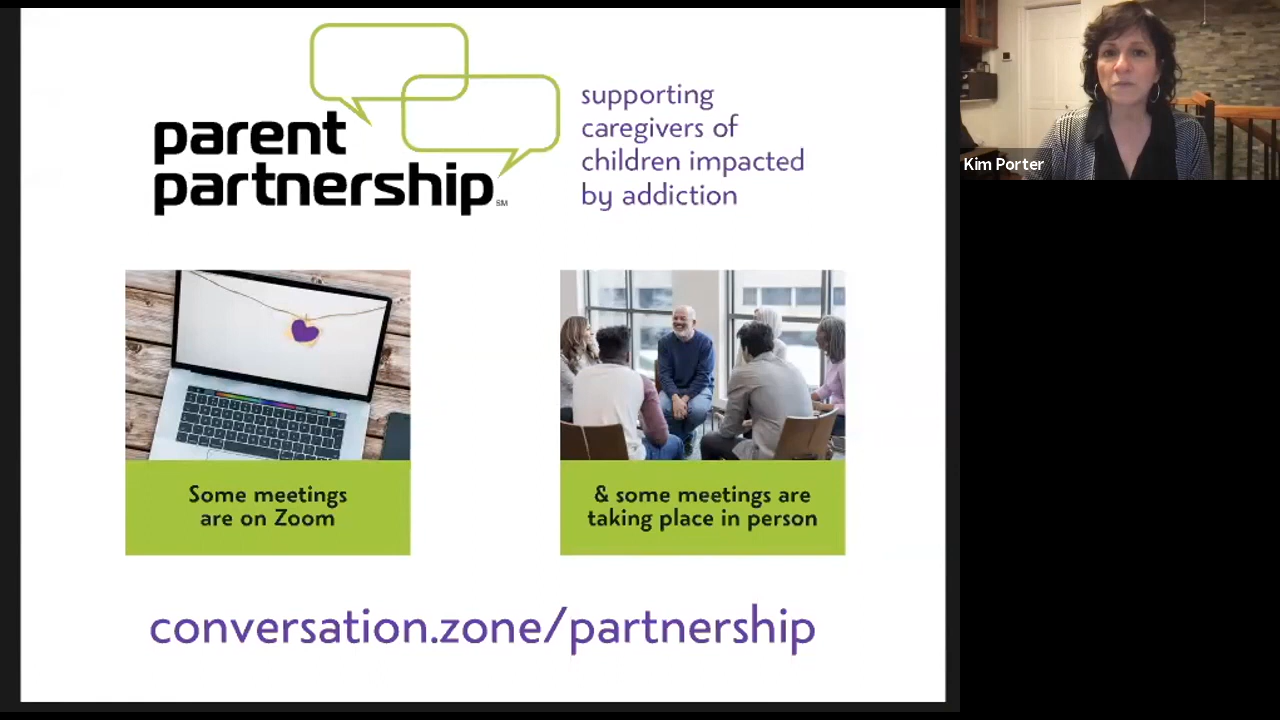 parent
partnership
SM
supporting
caregivers of
children impacted
by addiction
Kim Porter
Some meetings
are on Zoom
& some meetings are
taking place in person
conversation.zone/partnership